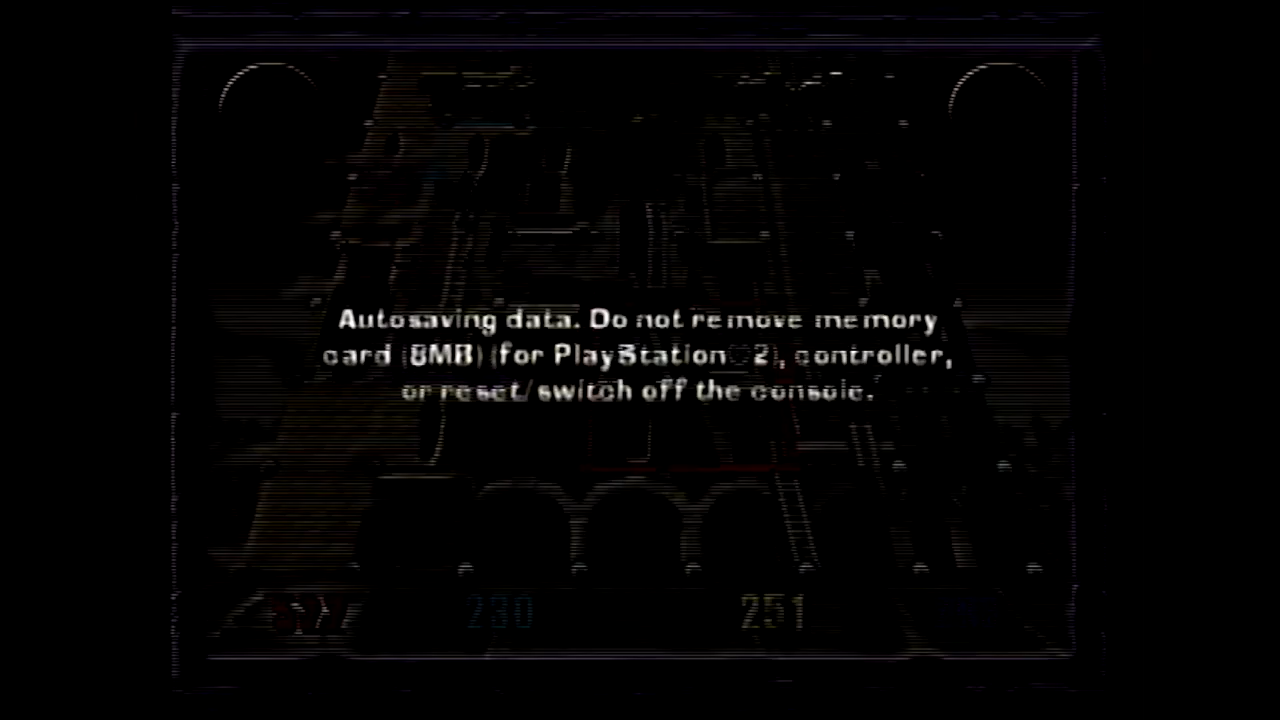 Autosaving data. Do not remove memory
card (8MB) (for PlayStation 2), controller,
or reset/switch off the console.
230
251